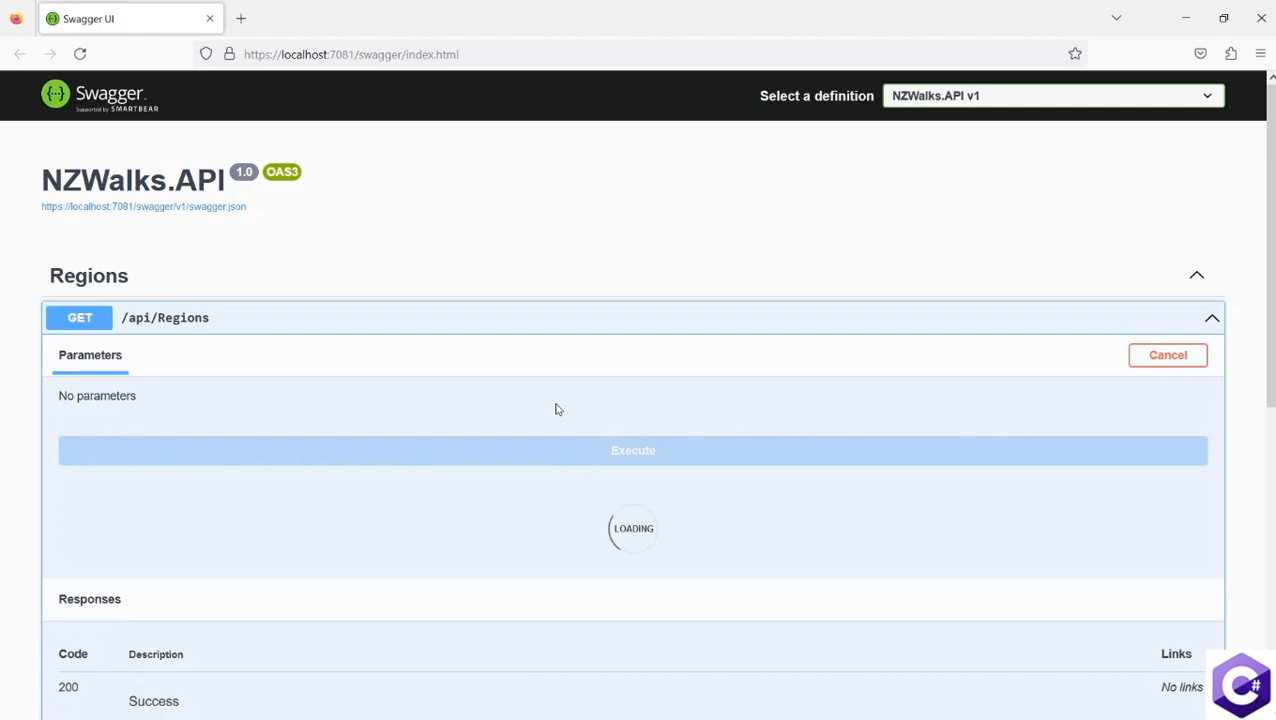 Swagger UI
https://localhost:7081/swagger/index.html
Swagger.
Supported by SMARTBEAR
Select a definition
NZWalks.API v1
NZWalks.API 1.0 OAS3
https://localhost:7081/swagger/v1/swagger.json
Regions
GET /api/Regions
Parameters
Cancel
No parameters
Execute
LOADING
Responses
Code Description Links
200 No links
Success
C#